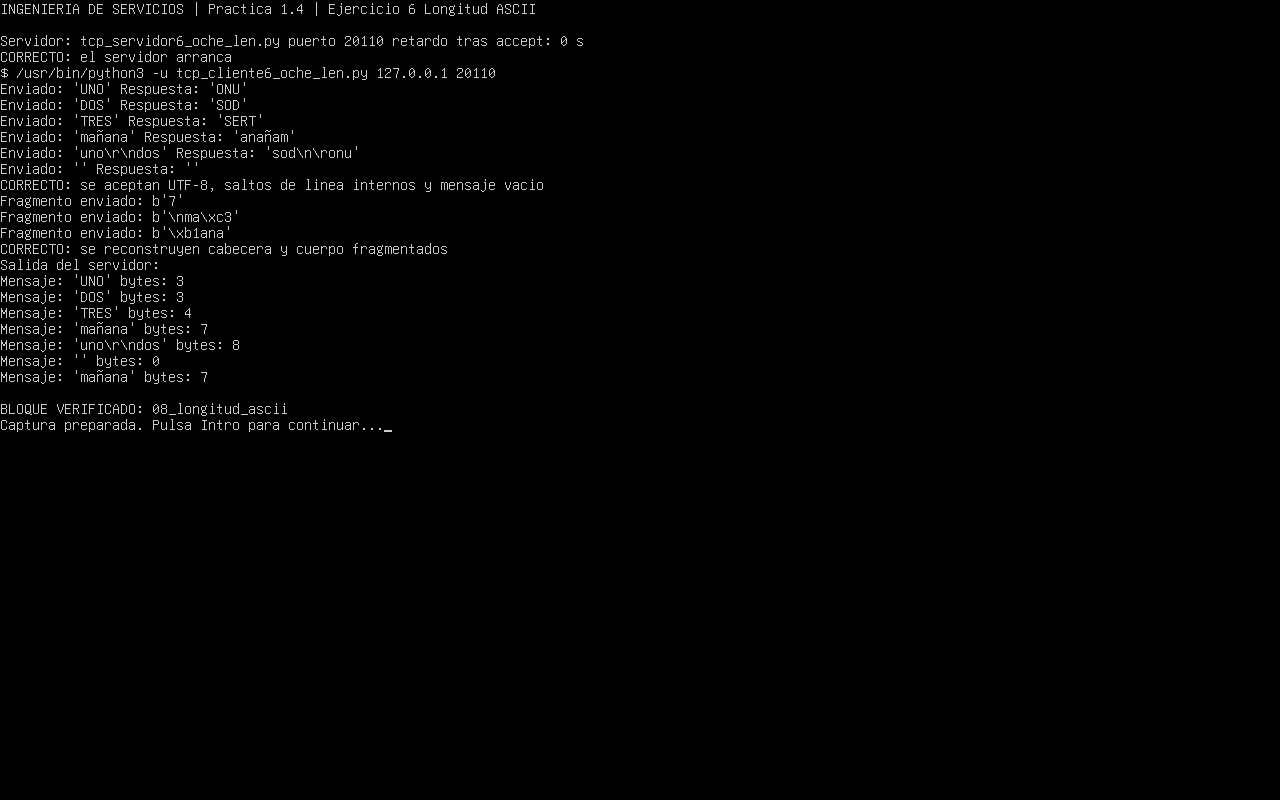 INGENIERIA DE SERVICIOS | Practica 1.4 | Ejercicio 6 Longitud ASCII
Servidor: tcp_servidor6_oche_len.py puerto 20110 retardo tras accept: 0 s
CORRECTO: el servidor arranca
$ /usr/bin/python3 -u tcp_cliente6_oche_len.py 127.0.0.1 20110
Enviado: 'UNO' Respuesta: 'ONU'
Enviado: 'DOS' Respuesta: 'SOD'
Enviado: 'TRES' Respuesta: 'SERT'
Enviado: 'mañana' Respuesta: 'anañam'
Enviado: 'uno\r\ndos' Respuesta: 'sod\n\ronu'
Enviado: '' Respuesta: ''
CORRECTO: se aceptan UTF-8, saltos de linea internos y mensaje vacio
Fragmento enviado: b'7'
Fragmento enviado: b'\nma\xc3'
Fragmento enviado: b'\xb1ana'
CORRECTO: se reconstruyen cabecera y cuerpo fragmentados
Salida del servidor:
Mensaje: 'UNO' bytes: 3
Mensaje: 'DOS' bytes: 3
Mensaje: 'TRES' bytes: 4
Mensaje: 'mañana' bytes: 7
Mensaje: 'uno\r\ndos' bytes: 8
Mensaje: '' bytes: 0
Mensaje: 'mañana' bytes: 7
BLOQUE VERIFICADO: 08_longitud_ascii
Captura preparada. Pulsa Intro para continuar..._